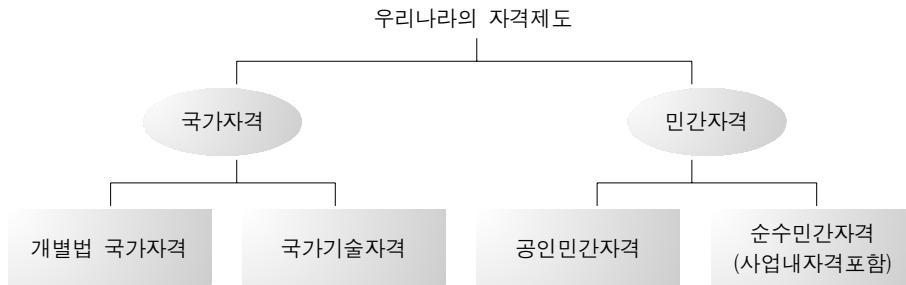 우리나라의 자격제도
국가자격
민간자격
개별법 국가자격
국가기술자격
공인민간자격
순수민간자격
(사업내자격포함)